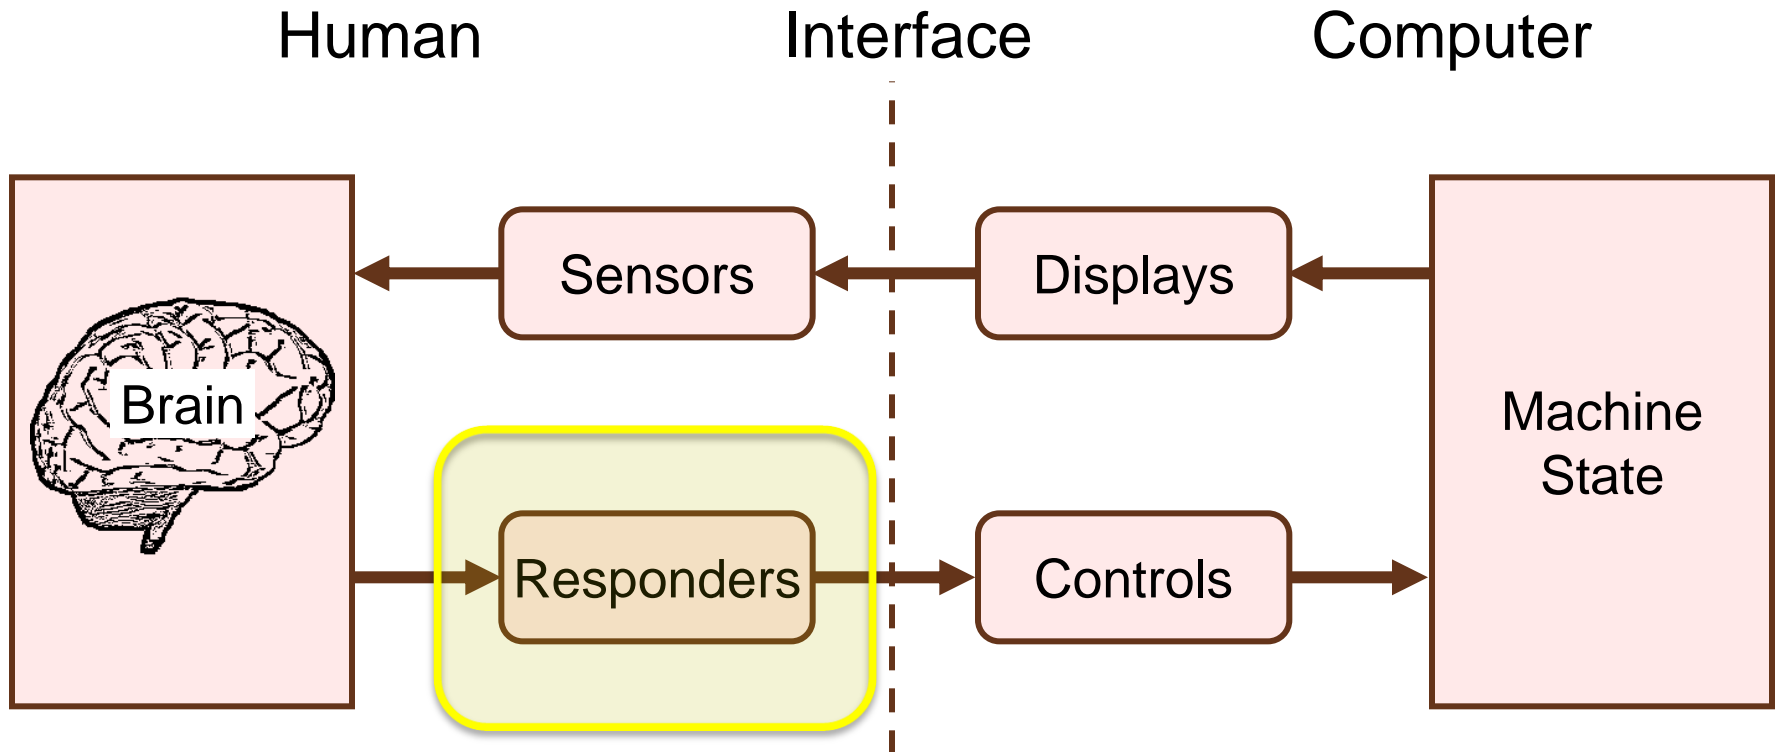 Human
Interface
Computer
Sensors
Displays
Brain
Machine
State
Responders
Controls